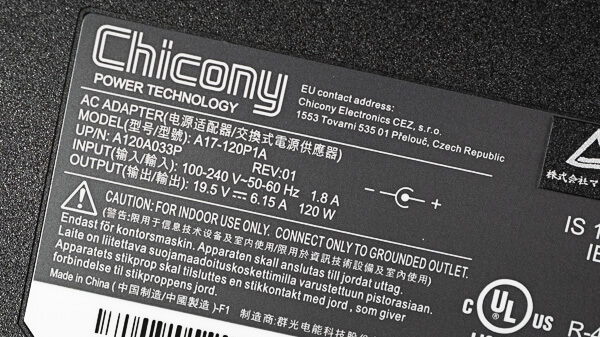 Chicony
POWER TECHNOLOGY
EU contact address:
Chicony Electronics CEZ, s.r.o.
1553 Tovarni 535 01 Přelouč, Czech Republic
AC ADAPTER(电源适配器/交換式電源供應器)
MODEL(型号/型號): A17-120P1A
UP/N: A120A033P REV:01
INPUT(输入/輸入): 100-240 V~50-60 Hz 1.8 A
OUTPUT(输出/輸出): 19.5 V⎓6.15 A 120 W
- +
CAUTION: FOR INDOOR USE ONLY. CONNECT ONLY TO GROUNDED OUTLET.
(警告:限用于信息技术设备及室内使用/限用於資訊技術設備及室內使用)
Endast för kontorsmaskin. Apparaten skall anslutas till jordat uttag.
Laite on liitettava suojamaadoituskoskettimilla varustettuun pistorasiaan.
Apparatets stikprop skal tilsluttes en stikkontakt med jord , som giver
forbindelse til stikproppens jord.
Made in China (中国制造/中國製造)-F1 制造商:群光电能科技股份
株式会社マ
IS 1
IE
c UL
R-4